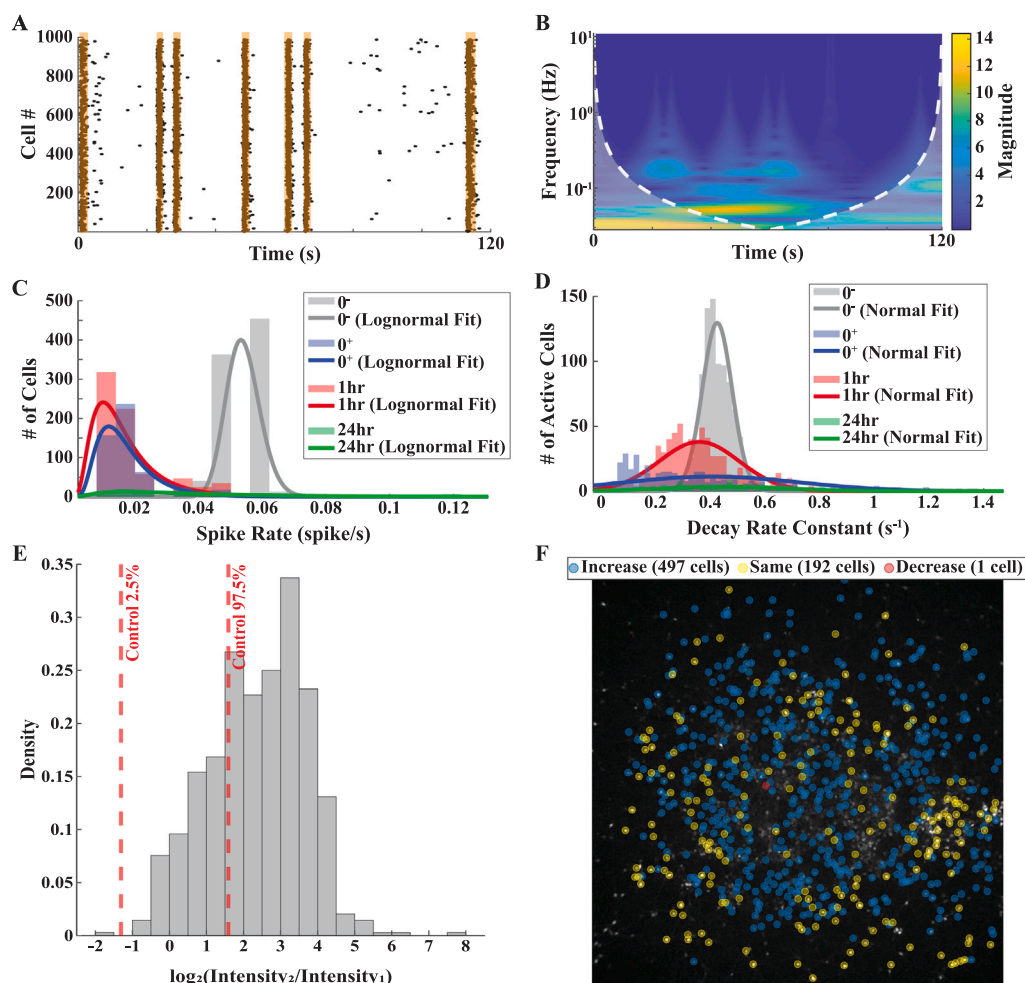 A
1000
800
600
400
200
Cell #
0
120
Time (s)
B
10¹
10⁰
10⁻¹
Frequency (Hz)
0
120
Time (s)
14
12
10
8
6
4
2
Magnitude
C
500
400
300
200
100
0
# of Cells
0.02
0.04
0.06
0.08
0.1
0.12
Spike Rate (spike/s)
0⁻
0⁻ (Lognormal Fit)
0⁺
0⁺ (Lognormal Fit)
1hr
1hr (Lognormal Fit)
24hr
24hr (Lognormal Fit)
D
150
100
50
0
# of Active Cells
0
0.2
0.4
0.6
0.8
1
1.2
1.4
Decay Rate Constant (s⁻¹)
0⁻
0⁻ (Normal Fit)
0⁺
0⁺ (Normal Fit)
1hr
1hr (Normal Fit)
24hr
24hr (Normal Fit)
E
0.35
0.3
0.25
0.2
0.15
0.1
0.05
0
Density
Control 2.5%
Control 97.5%
-2
-1
0
1
2
3
4
5
6
7
8
log₂(Intensity₂/Intensity₁)
F
Increase (497 cells)
Same (192 cells)
Decrease (1 cell)